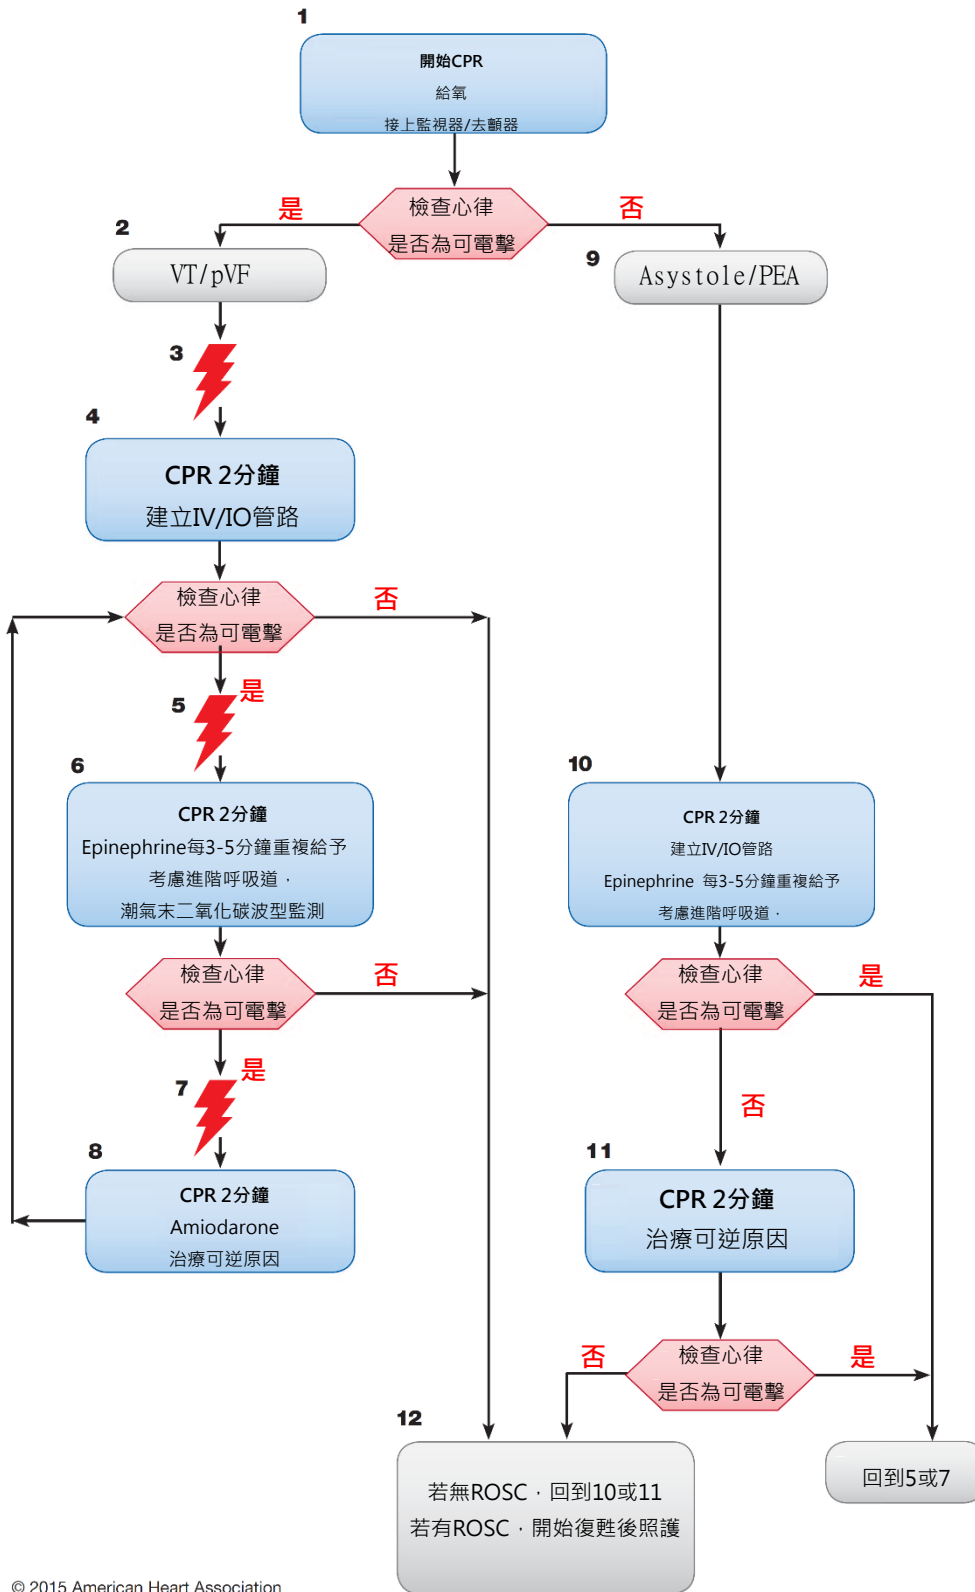 1
開始CPR
給氧
接上監視器/去顫器
檢查心律
是否為可電擊
是
否
2
VT/pVF
9
Asystole/PEA
3
4
CPR 2分鐘
建立IV/IO管路
檢查心律
是否為可電擊
否
是
5
6
CPR 2分鐘
Epinephrine每3-5分鐘重複給予
考慮進階呼吸道，
潮氣末二氧化碳波型監測
10
CPR 2分鐘
建立IV/IO管路
Epinephrine 每3-5分鐘重複給予
考慮進階呼吸道，
檢查心律
是否為可電擊
否
是
檢查心律
是否為可電擊
是
否
7
8
CPR 2分鐘
Amiodarone
治療可逆原因
11
CPR 2分鐘
治療可逆原因
檢查心律
是否為可電擊
否
是
12
若無ROSC，回到10或11
若有ROSC，開始復甦後照護
回到5或7
© 2015 American Heart Association